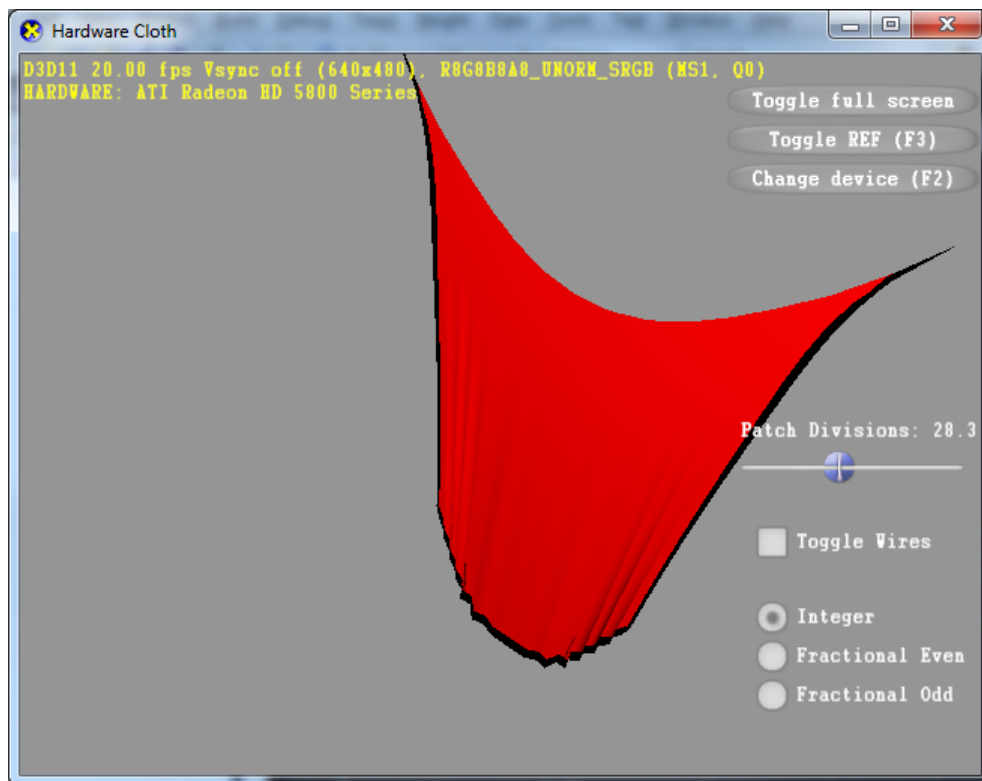 Hardware Cloth
D3D11 20.00 fps Vsync off (640x480), R8G8B8A8_UNORM_SRGB (MS1, Q0)
HARDWARE: ATI Radeon HD 5800 Series
Toggle full screen
Toggle REF (F3)
Change device (F2)
Patch Divisions: 28.3
Toggle Wires
Integer
Fractional Even
Fractional Odd